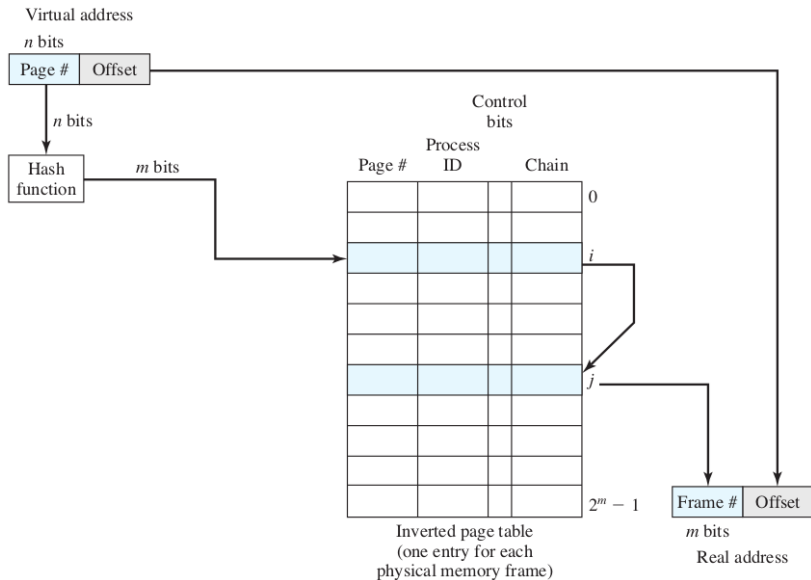 Virtual address
n bits
Page # Offset
n bits
Hash
function
m bits
Control
bits
Process
Page # ID Chain
0
i
j
2^m − 1
Frame # Offset
m bits
Real address
Inverted page table
(one entry for each
physical memory frame)